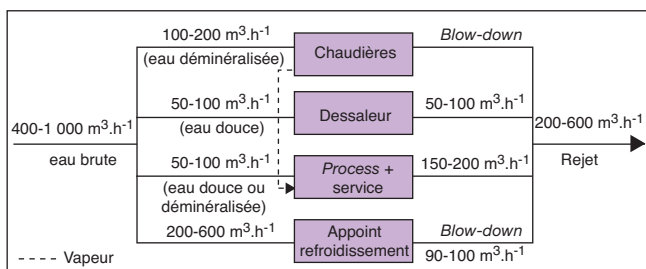 100-200 m³.h⁻¹
(eau déminéralisée)
Chaudières
Blow-down
50-100 m³.h⁻¹
(eau douce)
Dessaleur
50-100 m³.h⁻¹
400-1 000 m³.h⁻¹
eau brute
200-600 m³.h⁻¹
Rejet
50-100 m³.h⁻¹
(eau douce ou
déminéralisée)
Process +
service
150-200 m³.h⁻¹
200-600 m³.h⁻¹
Appoint
refroidissement
Blow-down
90-100 m³.h⁻¹
---- Vapeur